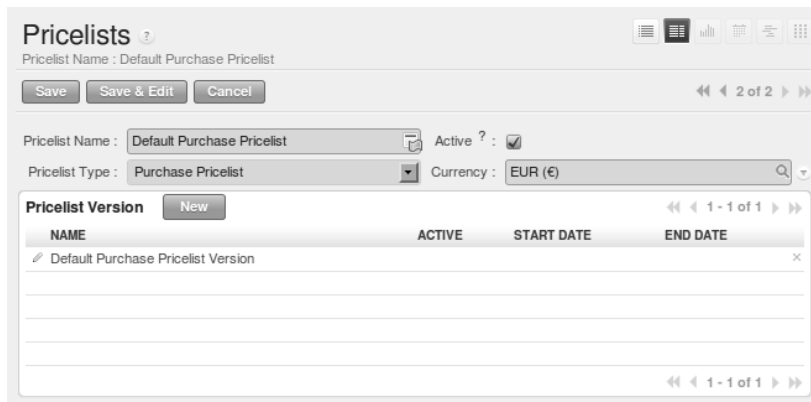 Pricelists ?
Pricelist Name : Default Purchase Pricelist
Save Save & Edit Cancel 2 of 2
Pricelist Name : Default Purchase Pricelist Active ? :
Pricelist Type : Purchase Pricelist Currency : EUR (€)
Pricelist Version New 1 - 1 of 1
NAME ACTIVE START DATE END DATE
Default Purchase Pricelist Version
1 - 1 of 1